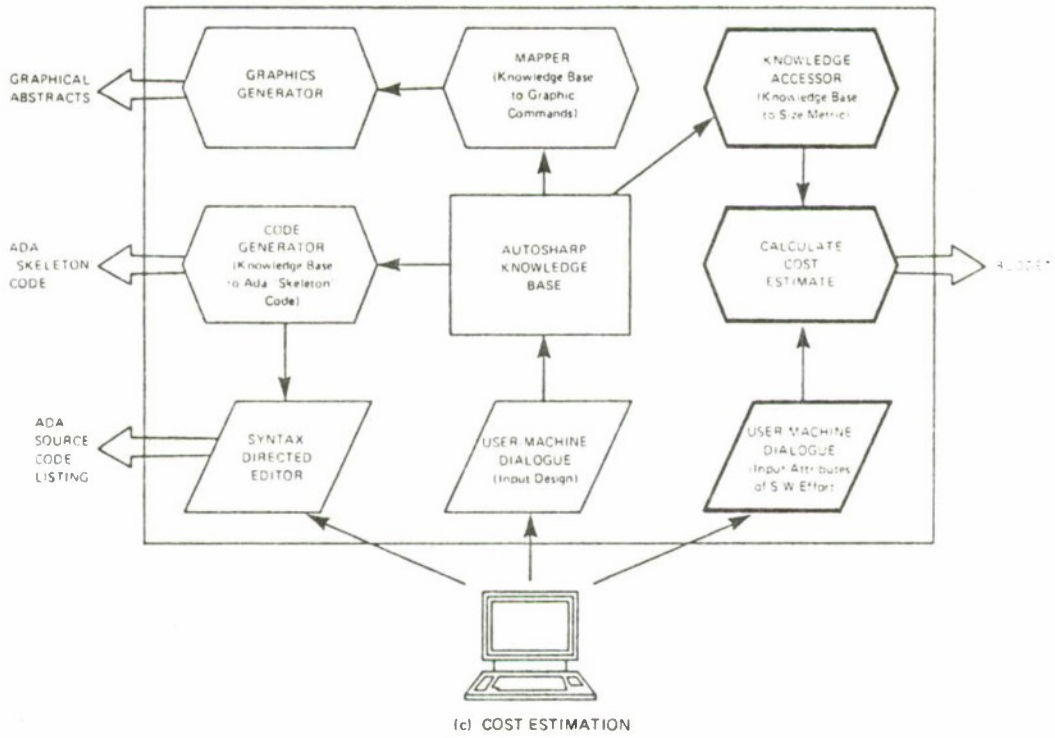 GRAPHICAL
ABSTRACTS
GRAPHICS
GENERATOR
MAPPER
(Knowledge Base
to Graphic
Commands)
KNOWLEDGE
ACCESSOR
(Knowledge Base
to Size Metric)
ADA
SKELETON
CODE
CODE
GENERATOR
(Knowledge Base
to Ada "Skeleton"
Code)
AUTOSHARP
KNOWLEDGE
BASE
CALCULATE
COST
ESTIMATE
BUDGET
ADA
SOURCE
CODE
LISTING
SYNTAX
DIRECTED
EDITOR
USER-MACHINE
DIALOGUE
(Input Design)
USER-MACHINE
DIALOGUE
(Input Attributes
of S/W Effort)
(c) COST ESTIMATION